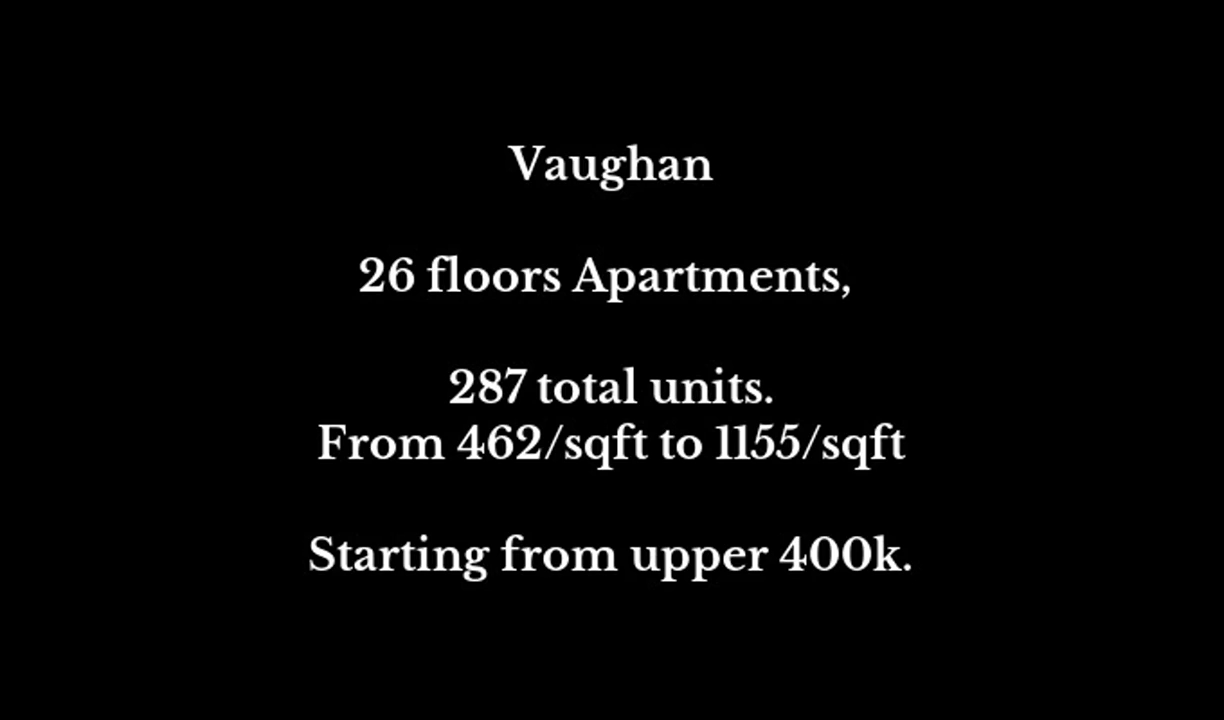 Vaughan
26 floors Apartments,
287 total units.
From 462/sqft to 1155/sqft
Starting from upper 400k.